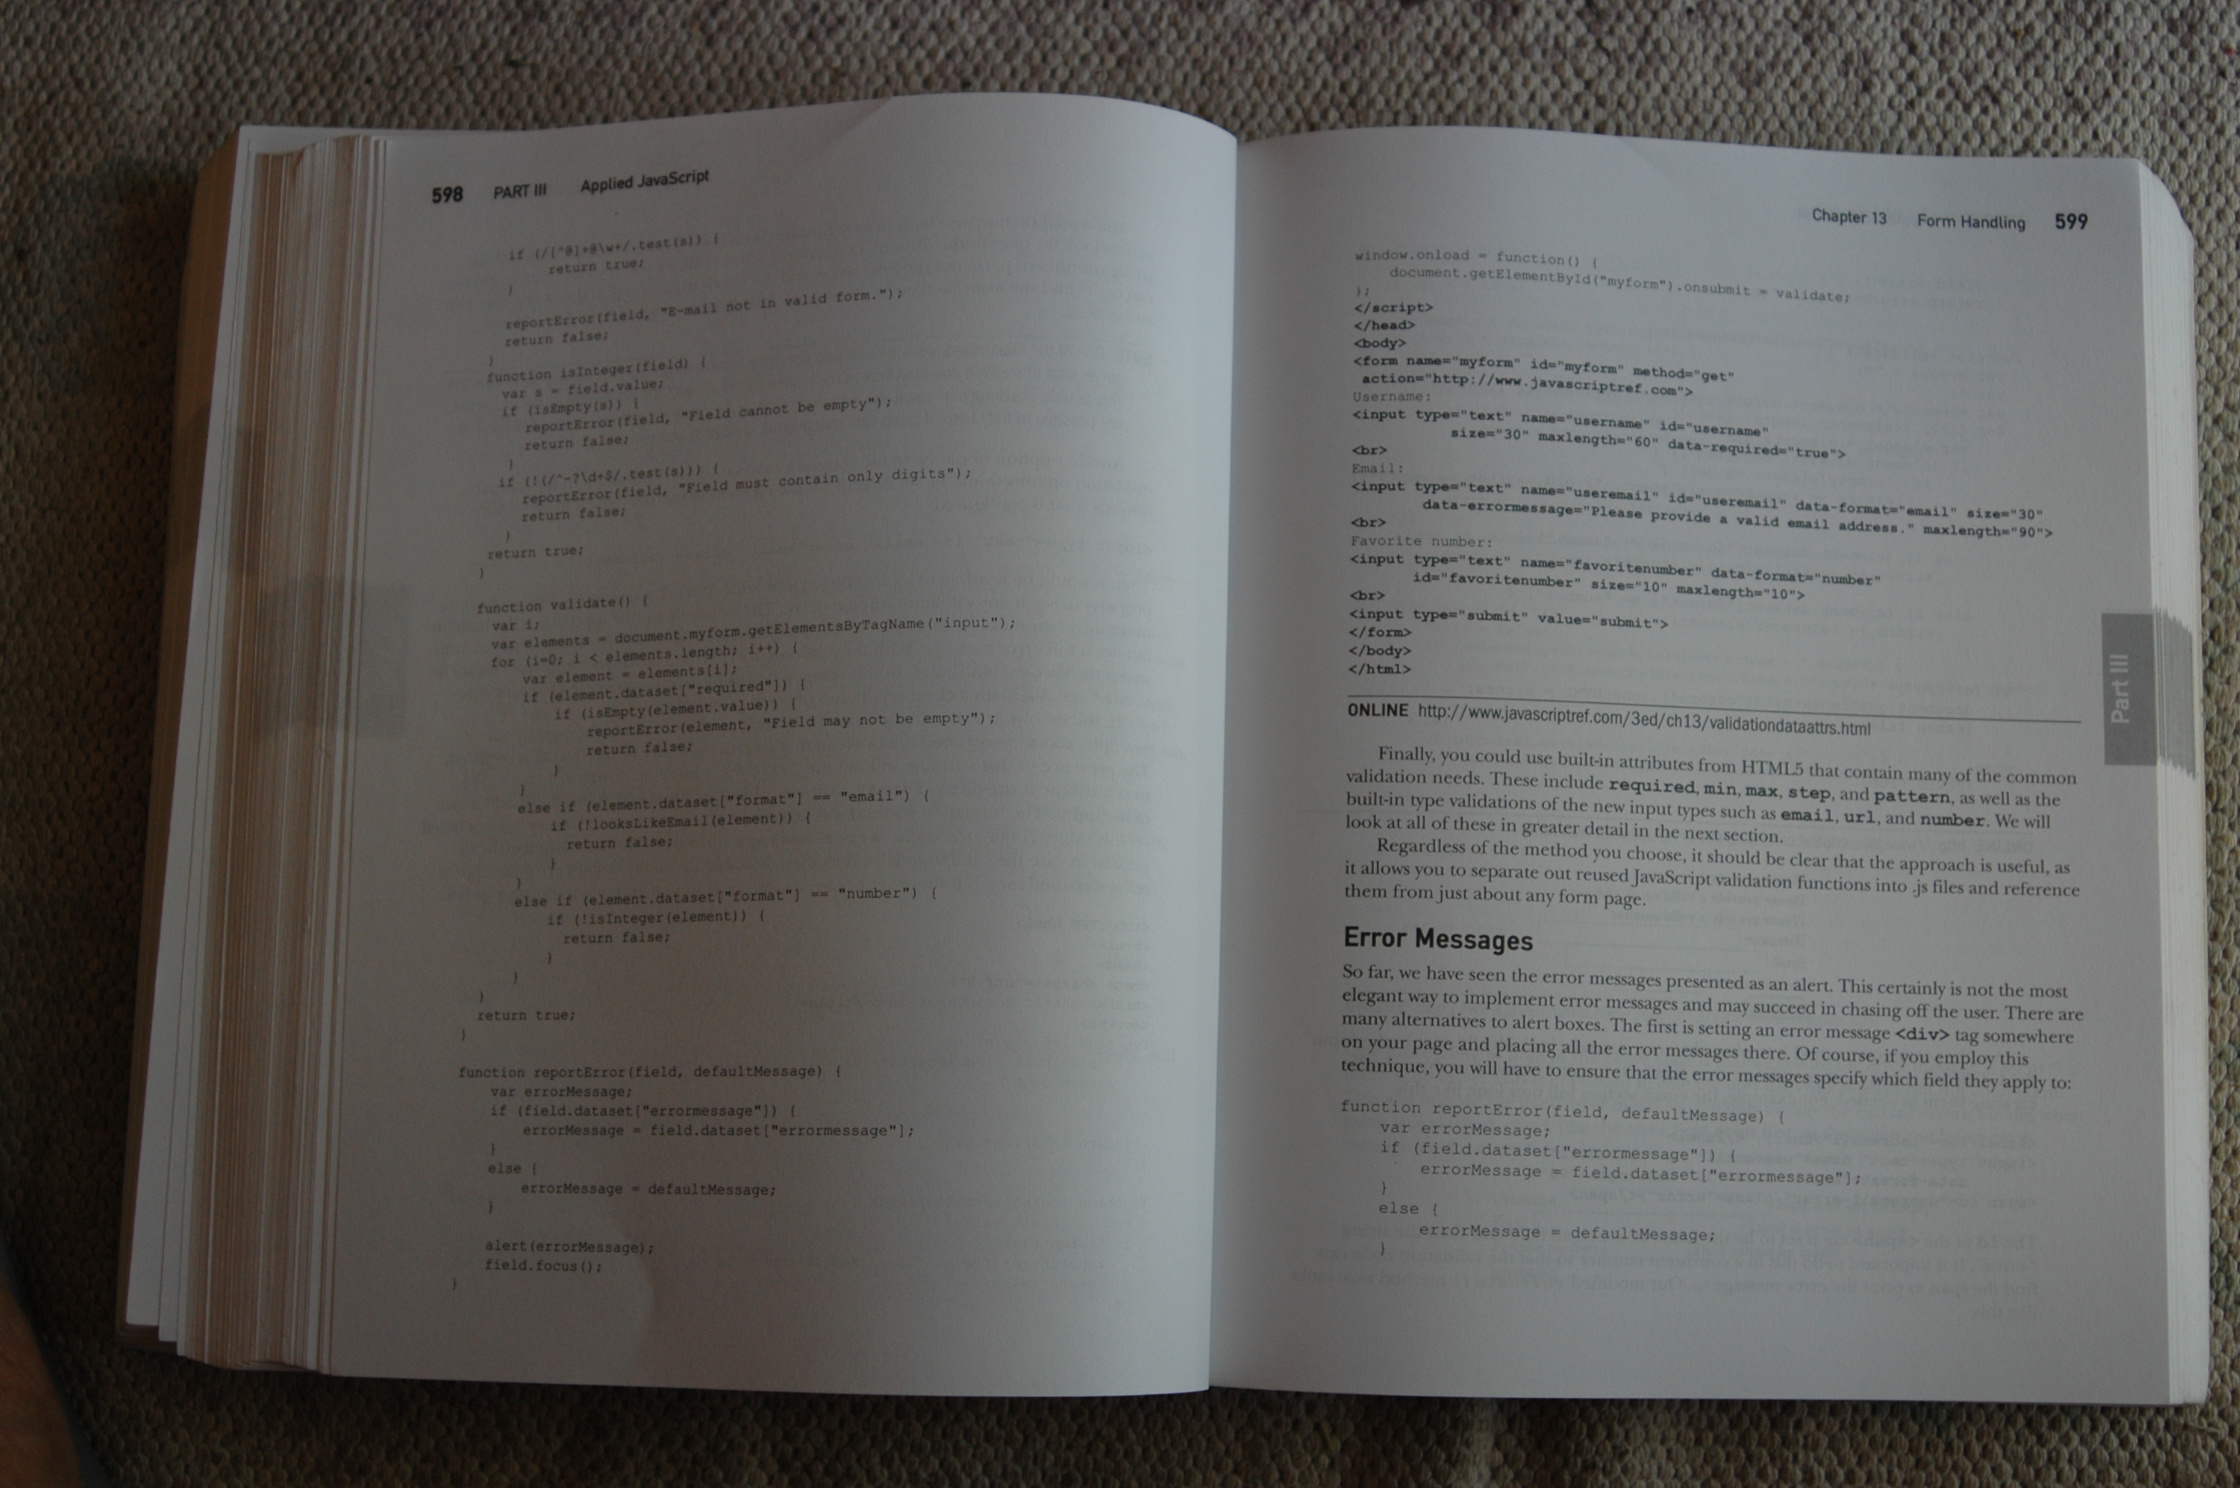 598 PART III Applied JavaScript
if (/[^@]+@\w+/.test(s)) {
return true;
}
reportError(field, "E-mail not in valid form.");
return false;
}
function isInteger(field) {
var s = field.value;
if (isEmpty(s)) {
reportError(field, "Field cannot be empty");
return false;
}
if (!(/^-?\d+$/.test(s))) {
reportError(field, "Field must contain only digits");
return false;
}
return true;
}
function validate() {
var i;
var elements = document.myform.getElementsByTagName("input");
for (i=0; i < elements.length; i++) {
var element = elements[i];
if (element.dataset["required"]) {
if (isEmpty(element.value)) {
reportError(element, "Field may not be empty");
return false;
}
}
else if (element.dataset["format"] == "email") {
if (!looksLikeEmail(element)) {
return false;
}
}
else if (element.dataset["format"] == "number") {
if (!isInteger(element)) {
return false;
}
}
}
return true;
}
function reportError(field, defaultMessage) {
var errorMessage;
if (field.dataset["errormessage"]) {
errorMessage = field.dataset["errormessage"];
}
else {
errorMessage = defaultMessage;
}
alert(errorMessage);
field.focus();
}
Chapter 13 Form Handling 599
window.onload = function() {
document.getElementById("myform").onsubmit = validate;
};
</script>
</head>
<body>
<form name="myform" id="myform" method="get"
action="http://www.javascriptref.com">
Username:
<input type="text" name="username" id="username"
size="30" maxlength="60" data-required="true">
<br>
Email:
<input type="text" name="useremail" id="useremail" data-format="email" size="30"
data-errormessage="Please provide a valid email address." maxlength="90">
<br>
Favorite number:
<input type="text" name="favoritenumber" data-format="number"
id="favoritenumber" size="10" maxlength="10">
<br>
<input type="submit" value="submit">
</form>
</body>
</html>
ONLINE http://www.javascriptref.com/3ed/ch13/validationdataattrs.html
Part III
Finally, you could use built-in attributes from HTML5 that contain many of the common
validation needs. These include required, min, max, step, and pattern, as well as the
built-in type validations of the new input types such as email, url, and number. We will
look at all of these in greater detail in the next section.
Regardless of the method you choose, it should be clear that the approach is useful, as
it allows you to separate out reused JavaScript validation functions into .js files and reference
them from just about any form page.
Error Messages
So far, we have seen the error messages presented as an alert. This certainly is not the most
elegant way to implement error messages and may succeed in chasing off the user. There are
many alternatives to alert boxes. The first is setting an error message <div> tag somewhere
on your page and placing all the error messages there. Of course, if you employ this
technique, you will have to ensure that the error messages specify which field they apply to:
function reportError(field, defaultMessage) {
var errorMessage;
if (field.dataset["errormessage"]) {
errorMessage = field.dataset["errormessage"];
}
else {
errorMessage = defaultMessage;
}